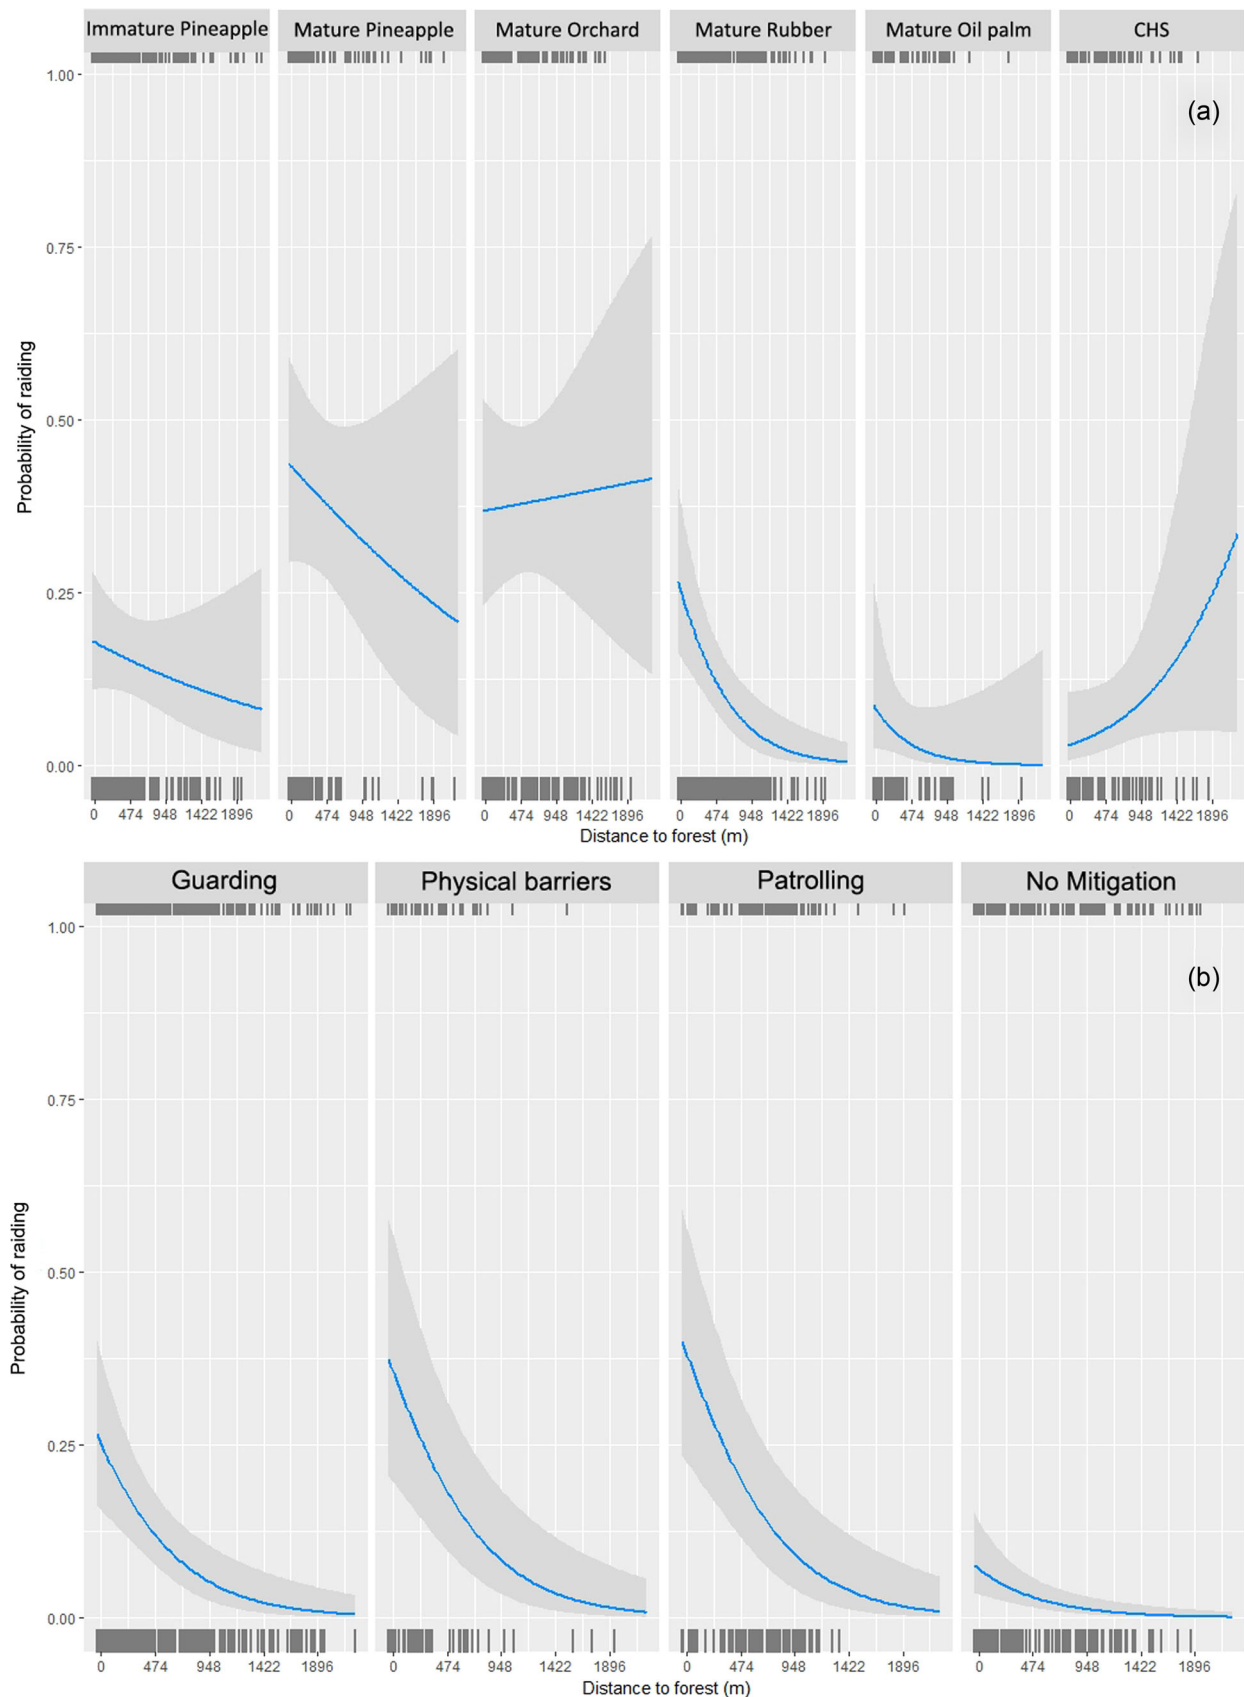 Immature Pineapple Mature Pineapple Mature Orchard Mature Rubber Mature Oil palm CHS
1.00
(a)
0.75
0.50
Probability of raiding
0.25
0.00
0 474 948 1422 1896 0 474 948 1422 1896 0 474 948 1422 1896 0 474 948 1422 1896 0 474 948 1422 1896 0 474 948 1422 1896
Distance to forest (m)
Guarding Physical barriers Patrolling No Mitigation
1.00
(b)
0.75
0.50
Probability of raiding
0.25
0.00
0 474 948 1422 1896 0 474 948 1422 1896 0 474 948 1422 1896 0 474 948 1422 1896
Distance to forest (m)